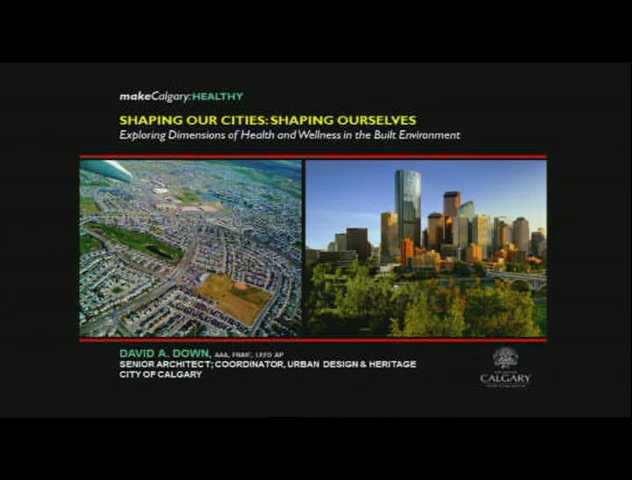 makeCalgary:HEALTHY
SHAPING OUR CITIES: SHAPING OURSELVES
Exploring Dimensions of Health and Wellness in the Built Environment
DAVID A. DOWN, AAA, FRAIC, LEED AP
SENIOR ARCHITECT; COORDINATOR, URBAN DESIGN & HERITAGE
CITY OF CALGARY
CALGARY